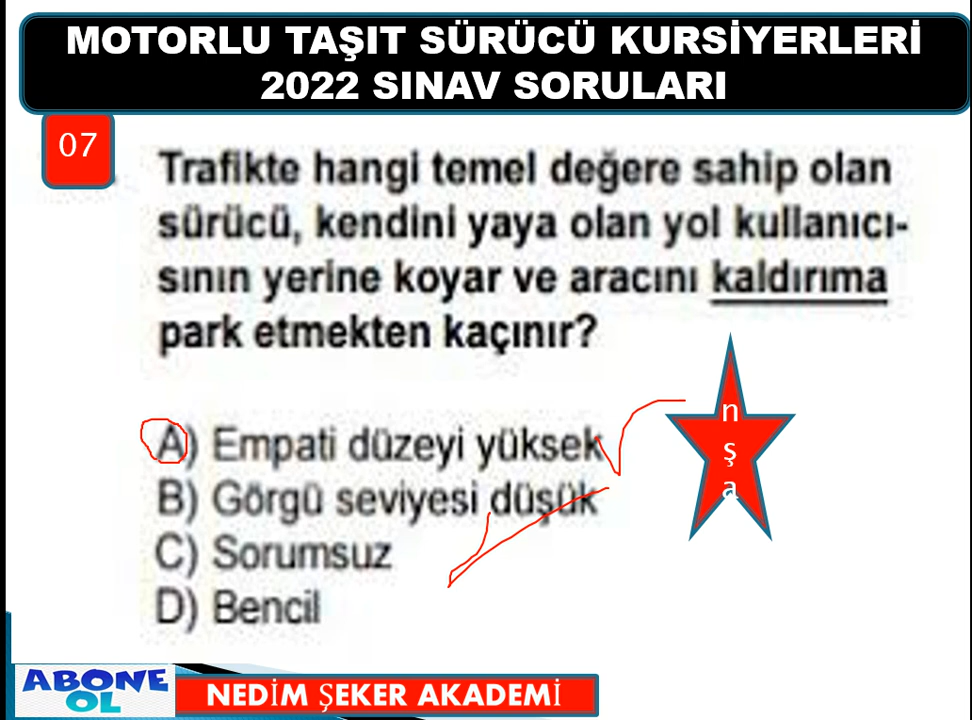 MOTORLU TAŞIT SÜRÜCÜ KURSİYERLERİ
2022 SINAV SORULARI
07
Trafikte hangi temel değere sahip olan
sürücü, kendini yaya olan yol kullanıcı-
sının yerine koyar ve aracını kaldırıma
park etmekten kaçınır?
A) Empati düzeyi yüksek
B) Görgü seviyesi düşük
C) Sorumsuz
D) Bencil
n
ş
a
ABONE
OL
NEDİM ŞEKER AKADEMİ